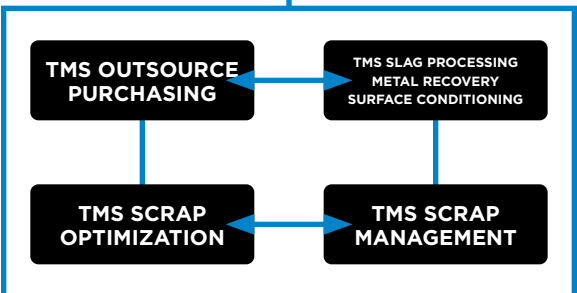 TMS OUTSOURCE
PURCHASING
TMS SLAG PROCESSING
METAL RECOVERY
SURFACE CONDITIONING
TMS SCRAP
OPTIMIZATION
TMS SCRAP
MANAGEMENT